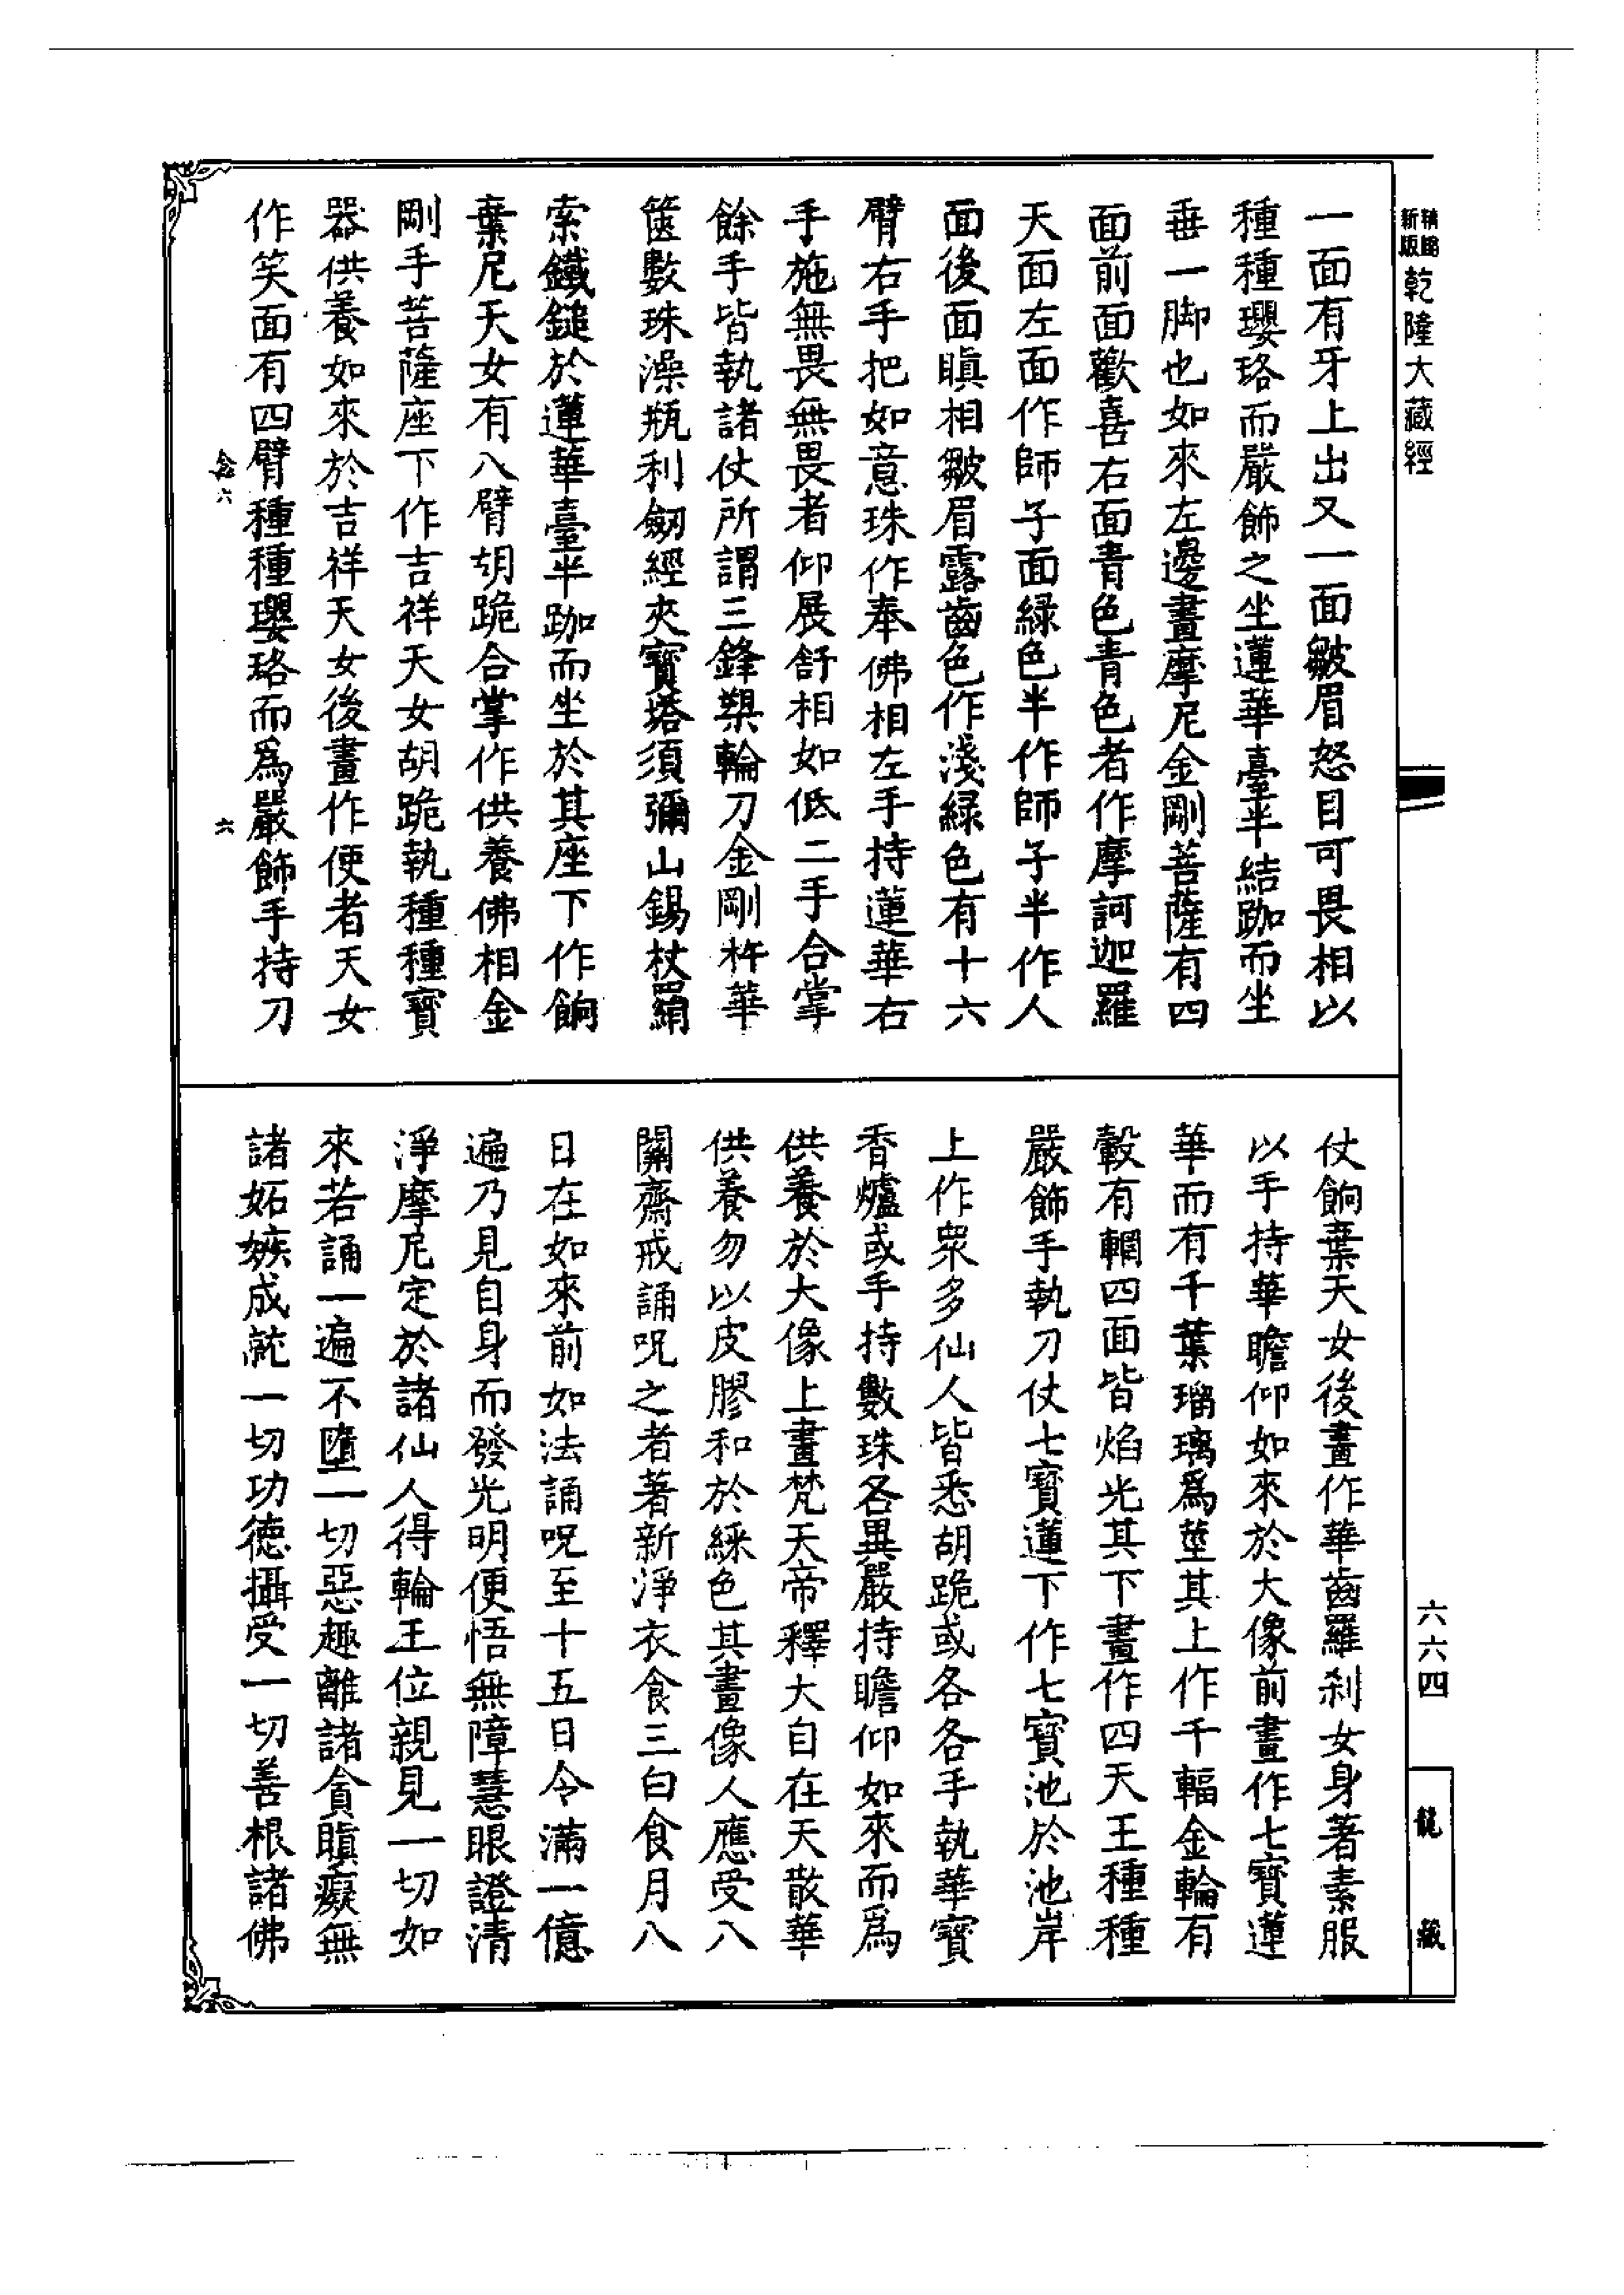 新版
精縮
乾隆大藏經
一面有牙上出又一面皺眉怒目可畏相以
種種瓔珞而嚴飾之坐蓮華臺半結跏而坐
垂一脚也如來左邊畫摩尼金剛菩薩有四
面前面歡喜右面青色青色者作摩訶迦羅
天面左面作師子面綠色半作師子半作人
面後面瞋相皺眉露齒色作淺綠色有十六
臂右手把如意珠作奉佛相左手持蓮華右
手施無畏無畏者仰展舒相如低二手合掌
餘手皆執諸仗所謂三鋒槊輪刀金剛杵華
篋數珠澡瓶利劒經夾寶塔須彌山錫杖羂
索鐵鎚於蓮華臺半跏而坐於其座下作餉
棄尼天女有八臂胡跪合掌作供養佛相金
剛手菩薩座下作吉祥天女胡跪執種種寶
器供養如來於吉祥天女後畫作使者天女
作笑面有四臂種種瓔珞而爲嚴飾手持刀
念六
六
仗餉棄天女後畫作華齒羅刹女身著素服
以手持華瞻仰如來於大像前畫作七寶蓮
華而有千葉瑠璃爲莖其上作千輻金輪有
轂有輞四面皆焰光其下畫作四天王種種
嚴飾手執刀仗七寶蓮下作七寶池於池岸
上作衆多仙人皆悉胡跪或各各手執華寶
香爐或手持數珠各異嚴持瞻仰如來而爲
供養於大像上畫梵天帝釋大自在天散華
供養勿以皮膠和於綵色其畫像人應受八
關齋戒誦呪之者著新淨衣食三白食月八
日在如來前如法誦呪至十五日令滿一億
遍乃見自身而發光明便悟無障慧眼證清
淨摩尼定於諸仙人得輪王位親見一切如
來若誦一遍不墮一切惡趣離諸貪瞋癡無
諸妬嫉成就一切功德攝受一切善根諸佛
六六四
龍藏